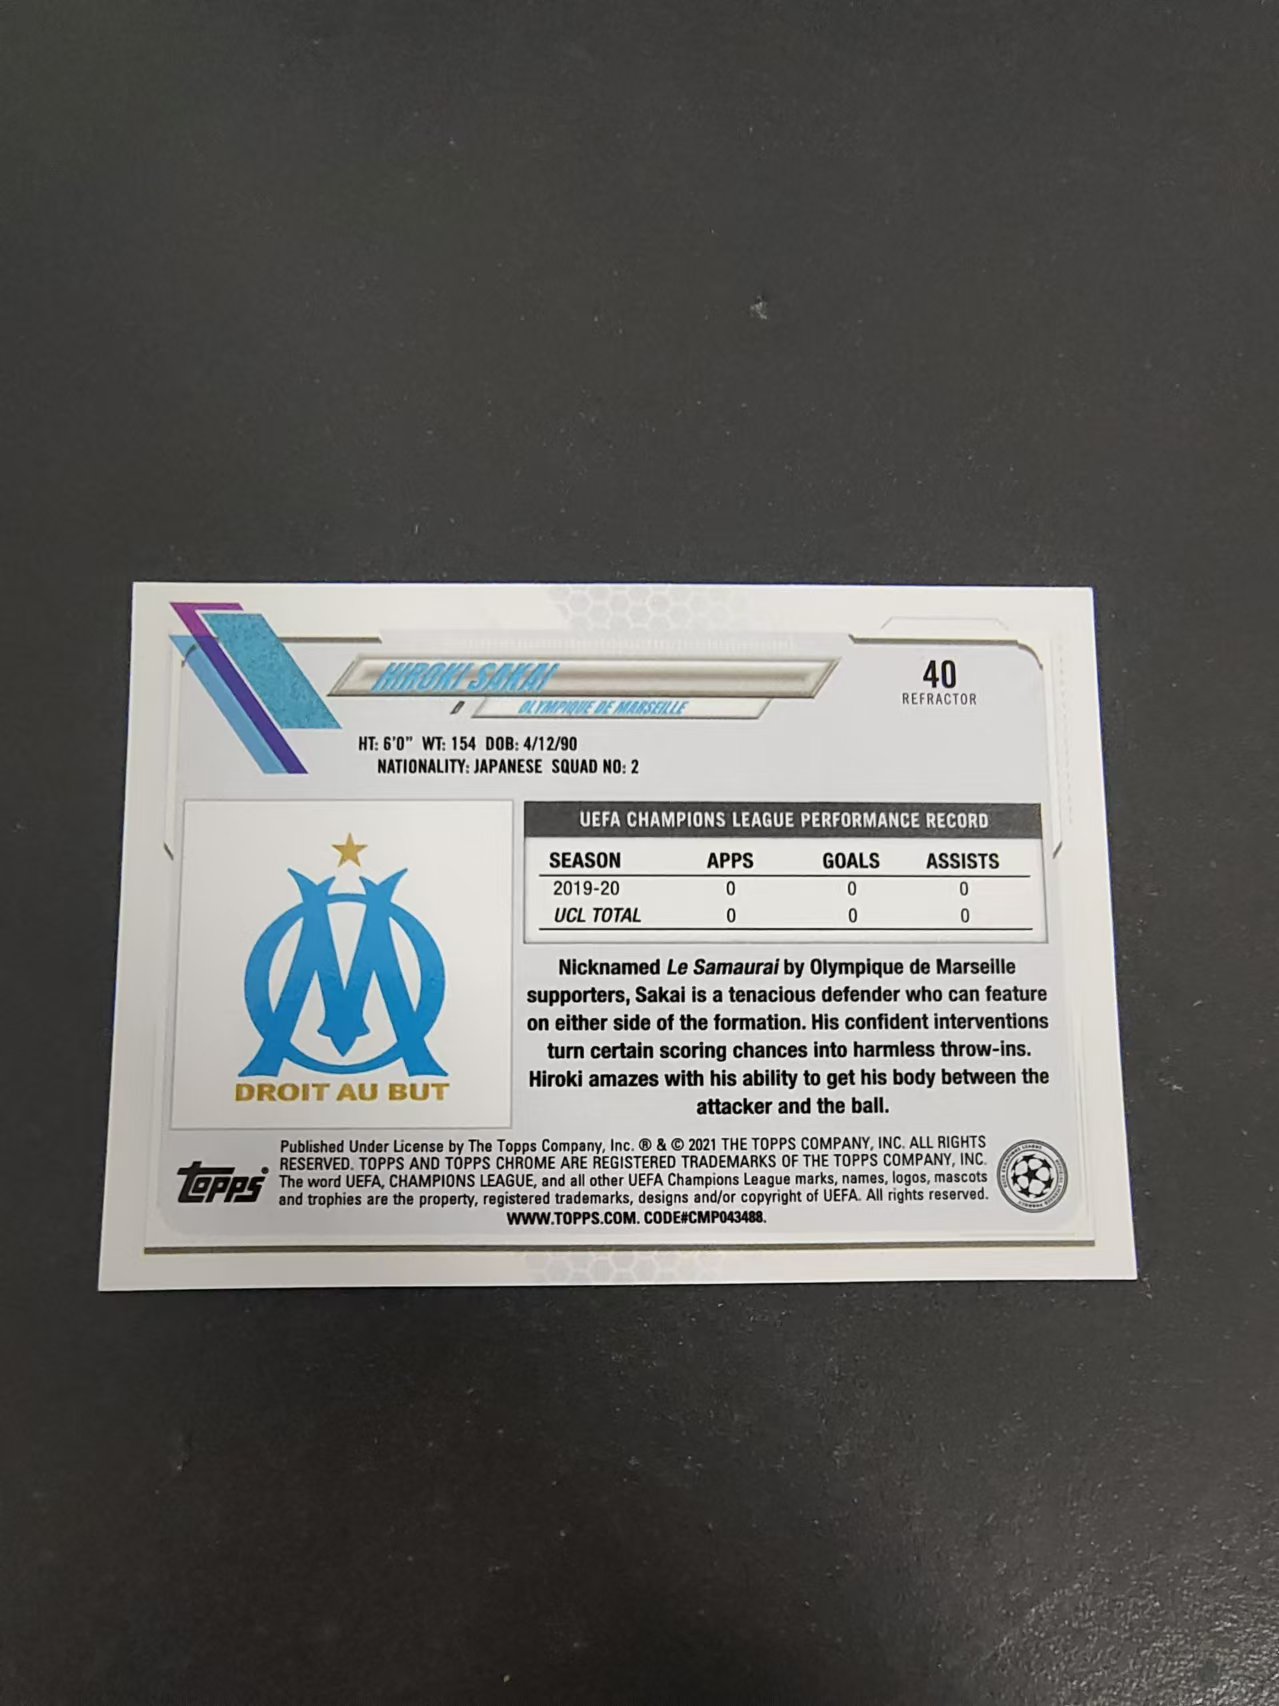 HIROKI SAKAI
D OLYMPIQUE DE MARSEILLE
40
REFRACTOR
HT: 6'0" WT: 154 DOB: 4/12/90
NATIONALITY: JAPANESE SQUAD NO: 2
DROIT AU BUT
UEFA CHAMPIONS LEAGUE PERFORMANCE RECORD
SEASON APPS GOALS ASSISTS
2019-20 0 0 0
UCL TOTAL 0 0 0
Nicknamed Le Samaurai by Olympique de Marseille
supporters, Sakai is a tenacious defender who can feature
on either side of the formation. His confident interventions
turn certain scoring chances into harmless throw-ins.
Hiroki amazes with his ability to get his body between the
attacker and the ball.
Topps
Published Under License by The Topps Company, Inc. ® & © 2021 THE TOPPS COMPANY, INC. ALL RIGHTS
RESERVED. TOPPS AND TOPPS CHROME ARE REGISTERED TRADEMARKS OF THE TOPPS COMPANY, INC.
The word UEFA, CHAMPIONS LEAGUE, and all other UEFA Champions League marks, names, logos, mascots
and trophies are the property, registered trademarks, designs and/or copyright of UEFA. All rights reserved.
WWW.TOPPS.COM. CODE#CMP043488.